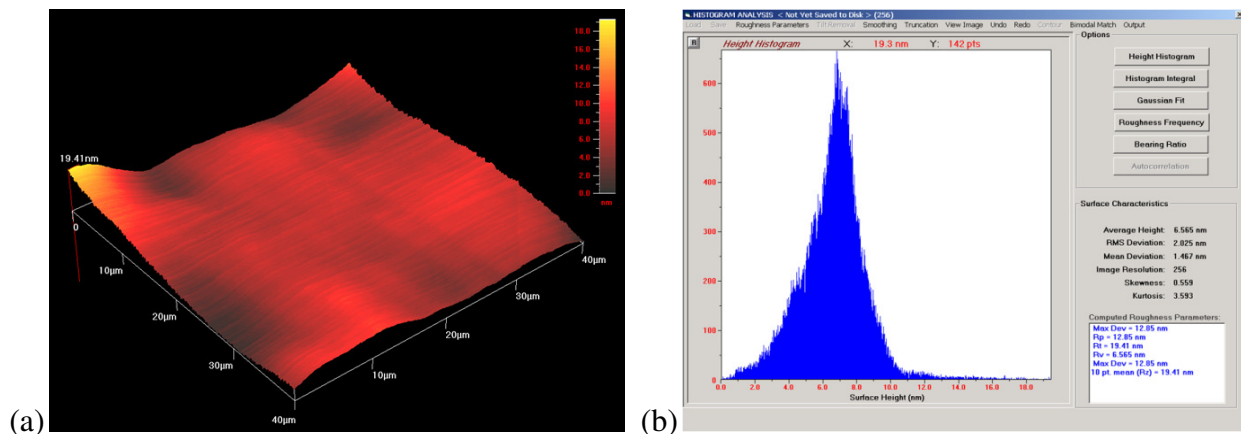 18.0
16.0
14.0
12.0
10.0
8.0
6.0
4.0
2.0
0.0
nm
19.41nm
0
10µm
20µm
30µm
40µm
10µm
20µm
30µm
40µm
(a)
HISTOGRAM ANALYSIS < Not Yet Saved to Disk > (256)
Load Save Roughness Parameters Tilt Removal Smoothing Truncation View Image Undo Redo Contour Bimodal Match Output
R Height Histogram X: 19.3 nm Y: 142 pts
600
500
400
300
200
100
0
0.0 2.0 4.0 6.0 8.0 10.0 12.0 14.0 16.0 18.0
Surface Height (nm)
Options
Height Histogram
Histogram Integral
Gaussian Fit
Roughness Frequency
Bearing Ratio
Autocorrelation
Surface Characteristics
Average Height: 6.565 nm
RMS Deviation: 2.025 nm
Mean Deviation: 1.467 nm
Image Resolution: 256
Skewness: 0.559
Kurtosis: 3.593
Computed Roughness Parameters:
Max Dev = 12.85 nm
Rp = 12.85 nm
Rt = 19.41 nm
Rv = 6.565 nm
Max Dev = 12.85 nm
10 pt. mean (Rz) = 19.41 nm
(b)